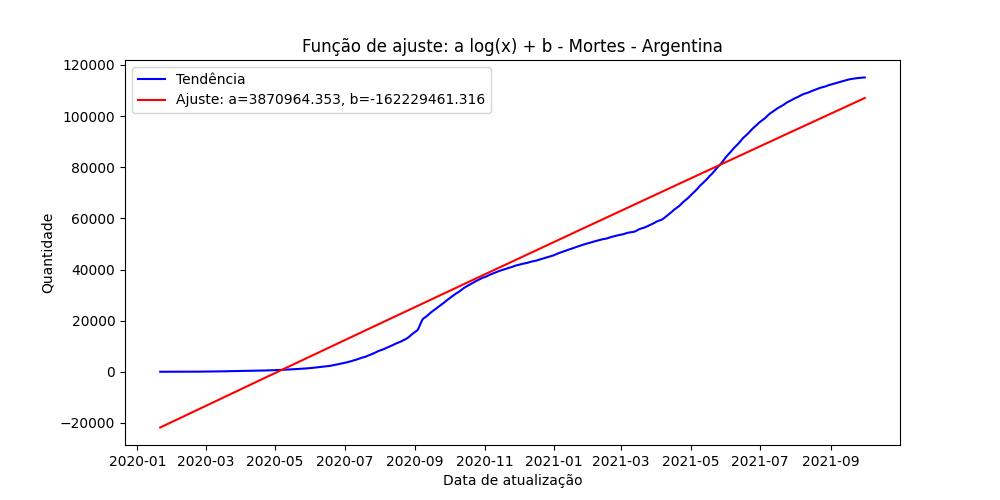 Função de ajuste: a log(x) + b - Mortes - Argentina
Tendência
Ajuste: a=3870964.353, b=-162229461.316
120000
100000
80000
60000
40000
20000
0
−20000
Quantidade
2020-01 2020-03 2020-05 2020-07 2020-09 2020-11 2021-01 2021-03 2021-05 2021-07 2021-09
Data de atualização